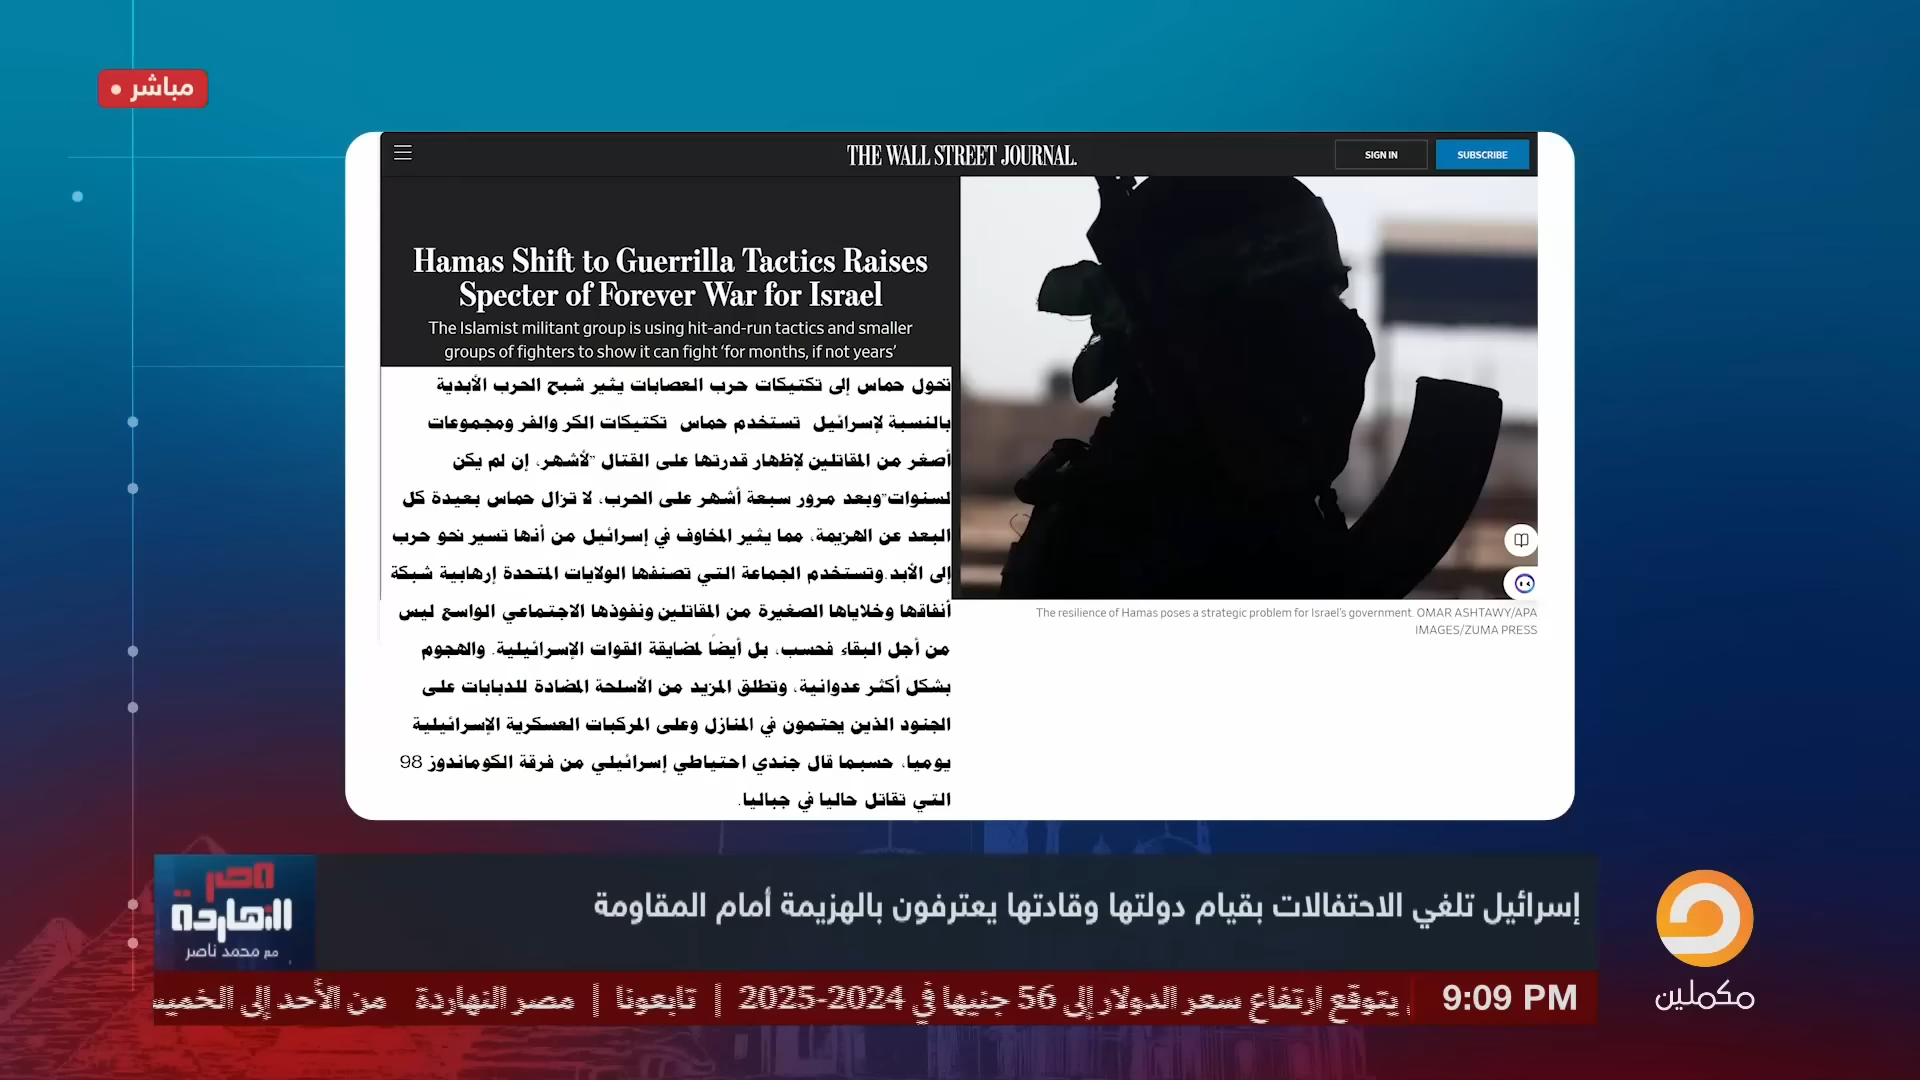 مباشر
THE WALL STREET JOURNAL.
SIGN IN
SUBSCRIBE
Hamas Shift to Guerrilla Tactics Raises
Specter of Forever War for Israel
The Islamist militant group is using hit-and-run tactics and smaller
groups of fighters to show it can fight ‘for months, if not years’
تحول حماس إلى تكتيكات حرب العصابات يثير شبح الحرب الأبدية
بالنسبة لإسرائيل تستخدم حماس تكتيكات الكر والفر ومجموعات
أصغر من المقاتلين لإظهار قدرتها على القتال "لأشهر، إن لم يكن
لسنوات"وبعد مرور سبعة أشهر على الحرب، لا تزال حماس بعيدة كل
البعد عن الهزيمة، مما يثير المخاوف في إسرائيل من أنها تسير نحو حرب
إلى الأبد.وتستخدم الجماعة التي تصنفها الولايات المتحدة إرهابية شبكة
أنفاقها وخلاياها الصغيرة من المقاتلين ونفوذها الاجتماعي الواسع ليس
من أجل البقاء فحسب، بل أيضاً لمضايقة القوات الإسرائيلية. والهجوم
بشكل أكثر عدوانية، وتطلق المزيد من الأسلحة المضادة للدبابات على
الجنود الذين يحتمون في المنازل وعلى المركبات العسكرية الإسرائيلية
يوميا، حسبما قال جندي احتياطي إسرائيلي من فرقة الكوماندوز 98
التي تقاتل حاليا في جباليا.
The resilience of Hamas poses a strategic problem for Israel’s government. OMAR ASHTAWY/APA
IMAGES/ZUMA PRESS
إسرائيل تلغي الاحتفالات بقيام دولتها وقادتها يعترفون بالهزيمة أمام المقاومة
مصر
النهاردة
مع محمد ناصر
9:09 PM
يتوقع ارتفاع سعر الدولار إلى 56 جنيها في 2024-2025 | تابعونا | مصر النهاردة من الأحد إلى
مكملين